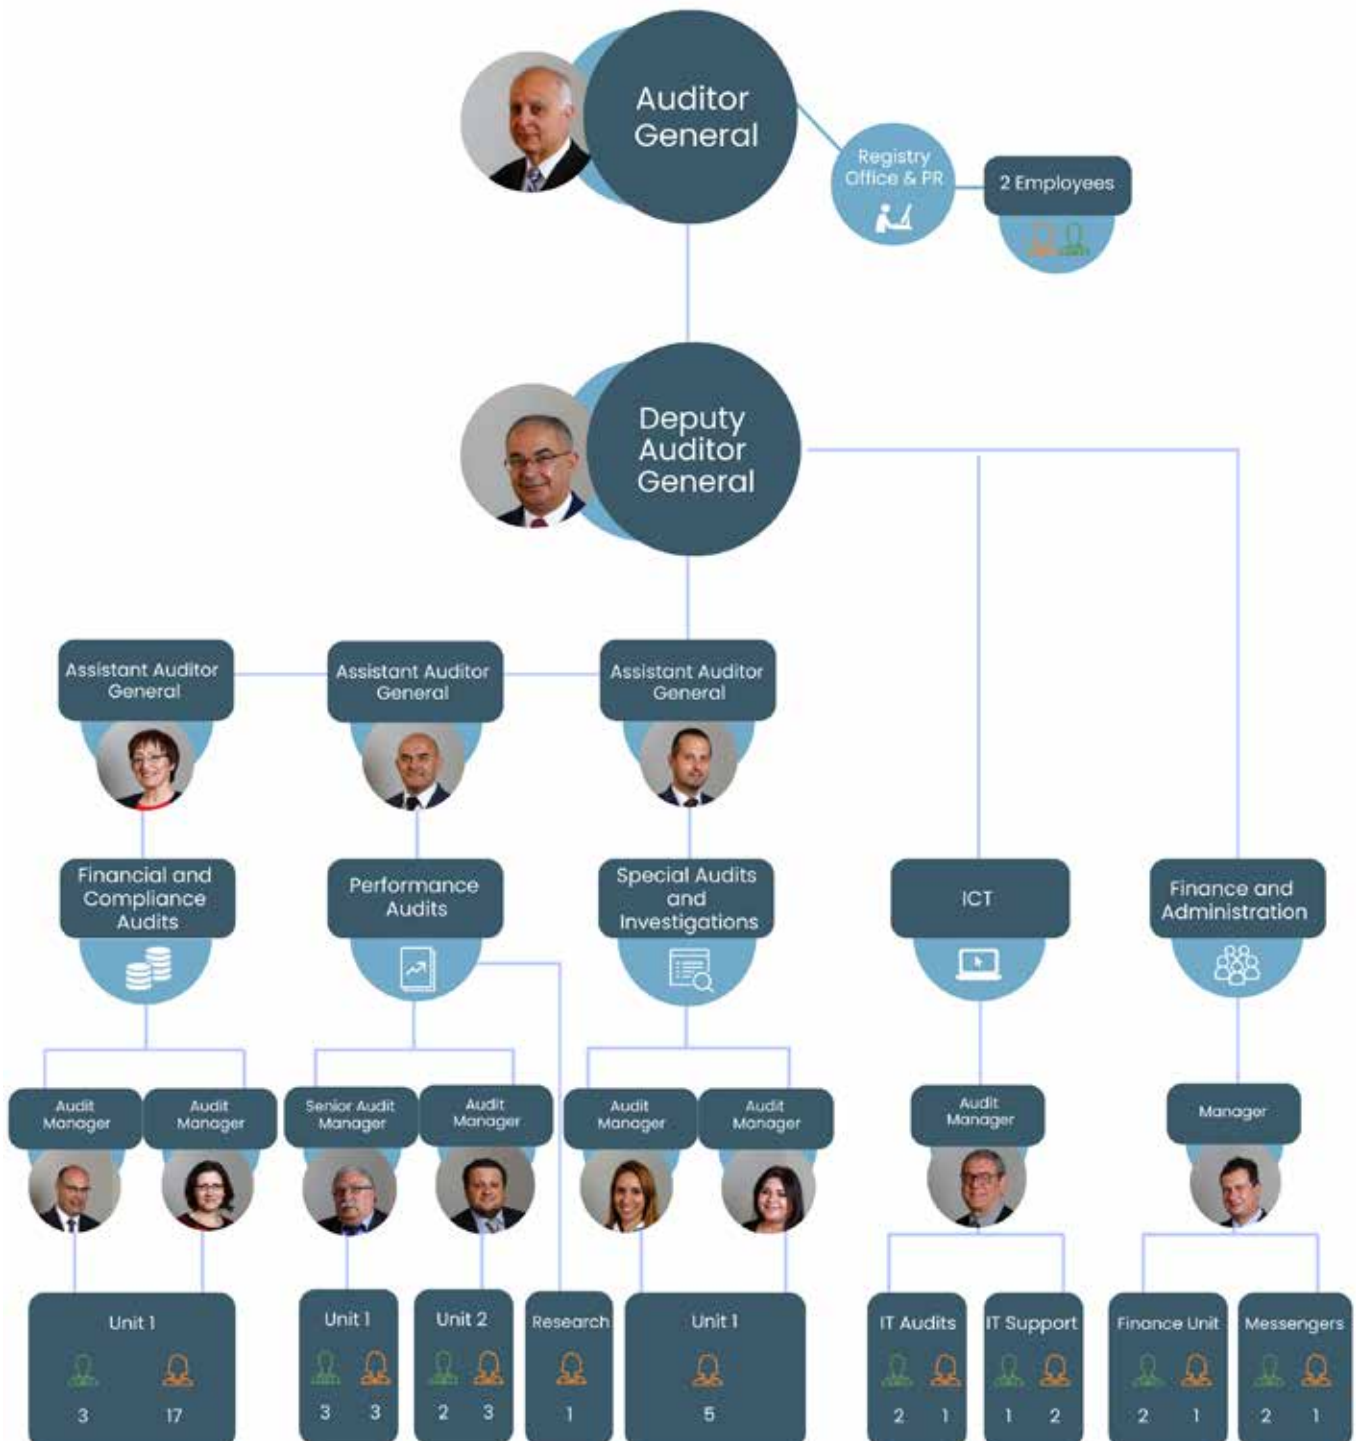 Auditor
General
Registry
Office & PR
2 Employees
Deputy
Auditor
General
Assistant Auditor
General
Assistant Auditor
General
Assistant Auditor
General
Financial and
Compliance
Audits
Performance
Audits
Special Audits
and
Investigations
ICT
Finance and
Administration
Audit
Manager
Audit
Manager
Senior Audit
Manager
Audit
Manager
Audit
Manager
Audit
Manager
Audit
Manager
Manager
Unit 1
3 17
Unit 1
3 3
Unit 2
2 3
Research
1
Unit 1
5
IT Audits
2 1
IT Support
1 2
Finance Unit
2 1
Messengers
2 1